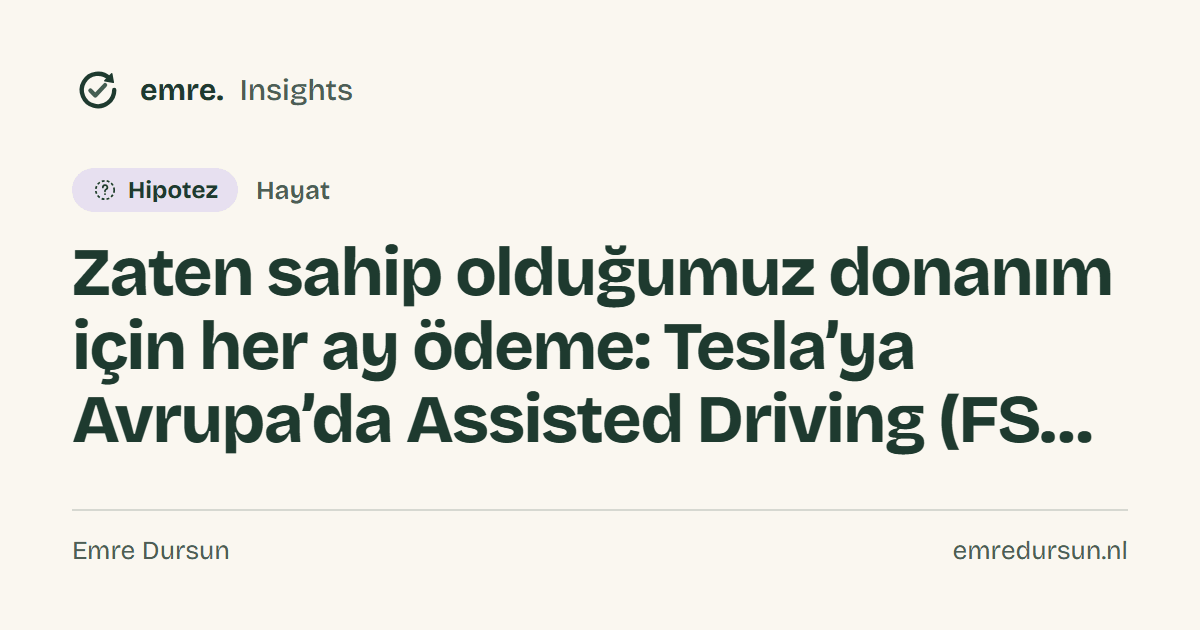 emre. Insights
Hipotez Hayat
Zaten sahip olduğumuz donanım
için her ay ödeme: Tesla’ya
Avrupa’da Assisted Driving (FS...
Emre Dursun emredursun.nl